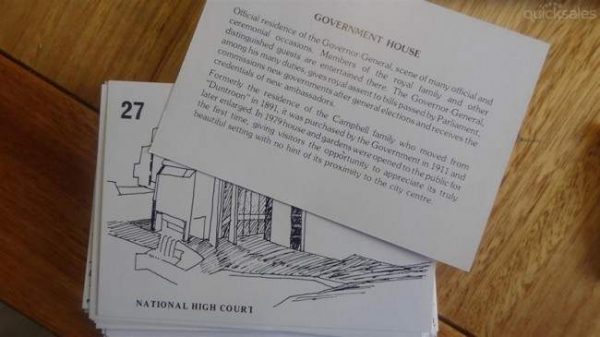 quicksales
GOVERNMENT HOUSE
Official residence of the Governor-General, scene of many official and
ceremonial occasions. Members of the royal family and other
distinguished guests are entertained there. The Governor General,
among his many duties, gives royal assent to bills passed by Parliament,
commissions new governments after general elections and receives the
credentials of new ambassadors.
Formerly the residence of the Campbell family who moved from
"Duntroon" in 1891, it was purchased by the Government in 1911 and
later enlarged. In 1979 house and gardens were opened to the public for
the first time, giving visitors the opportunity to appreciate its truly
beautiful setting with no hint of its proximity to the city centre.
27
NATIONAL HIGH COURT